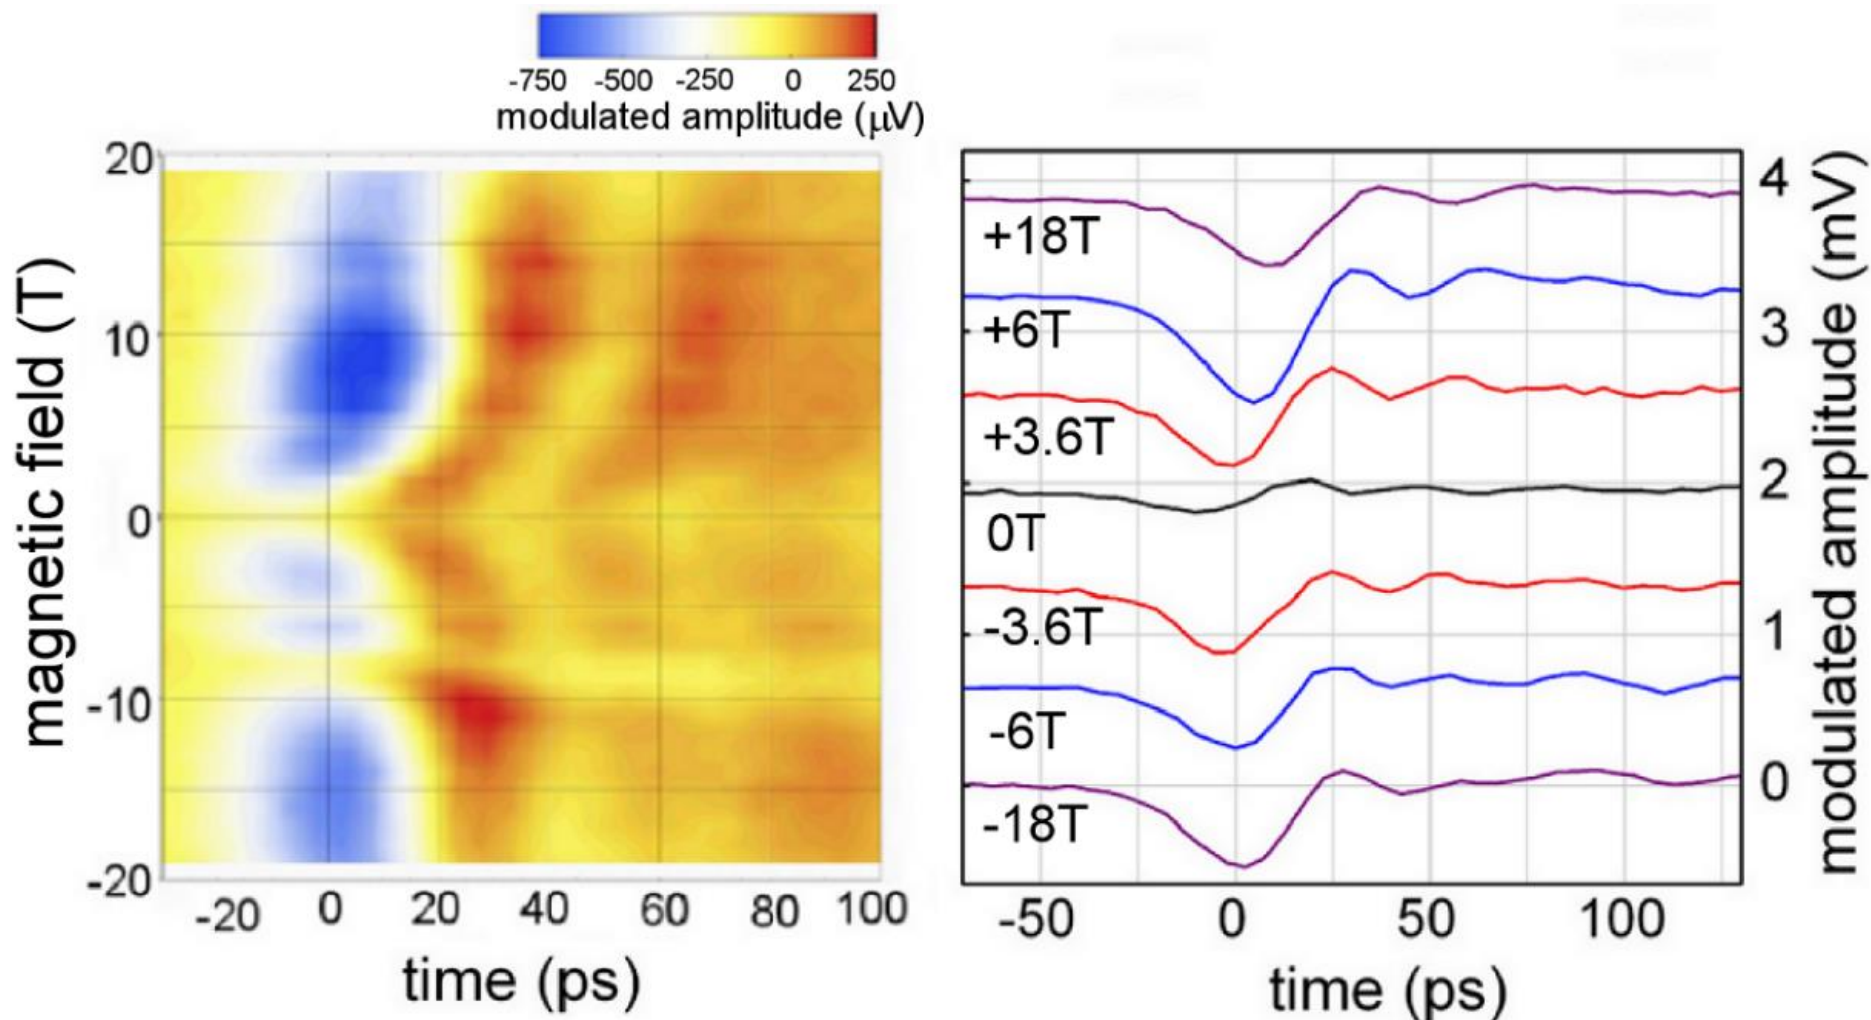 -750 -500 -250 0 250
modulated amplitude (μV)
magnetic field (T)
20
10
0
-10
-20
-20 0 20 40 60 80 100
time (ps)
+18T
+6T
+3.6T
0T
-3.6T
-6T
-18T
4
3
2
1
0
modulated amplitude (mV)
-50 0 50 100
time (ps)